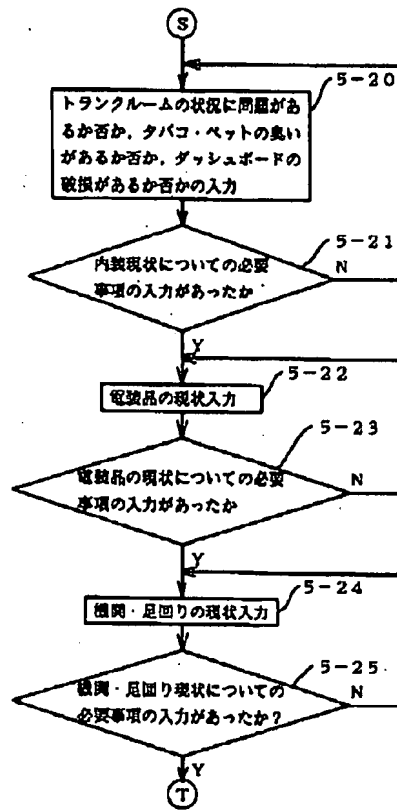 S
5-20
トランクルームの状況に問題があ
るか否か，タバコ・ペットの臭い
があるか否か，ダッシュボードの
破損があるか否かの入力
5-21
内装現状についての必要
事項の入力があったか
N
Y
5-22
電装品の現状入力
5-23
電装品の現状についての必要
事項の入力があったか
N
Y
5-24
機関・足回りの現状入力
5-25
機関・足回り現状についての
必要事項の入力があったか？
N
Y
T